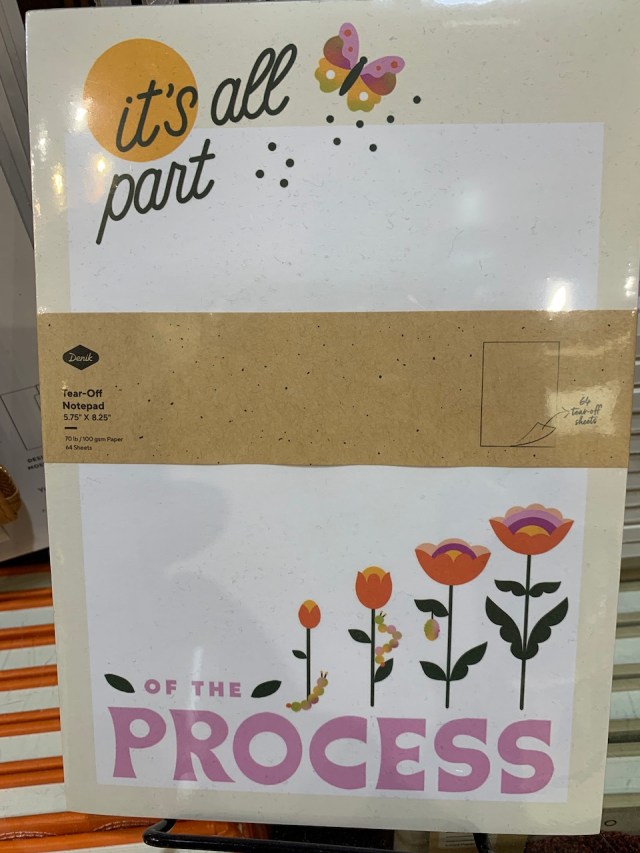 it's all
part
Denik
Tear-Off
Notepad
5.75" X 8.25"
70 lb / 100 gsm Paper
64 Sheets
64
tear-off
sheets
OF THE
PROCESS